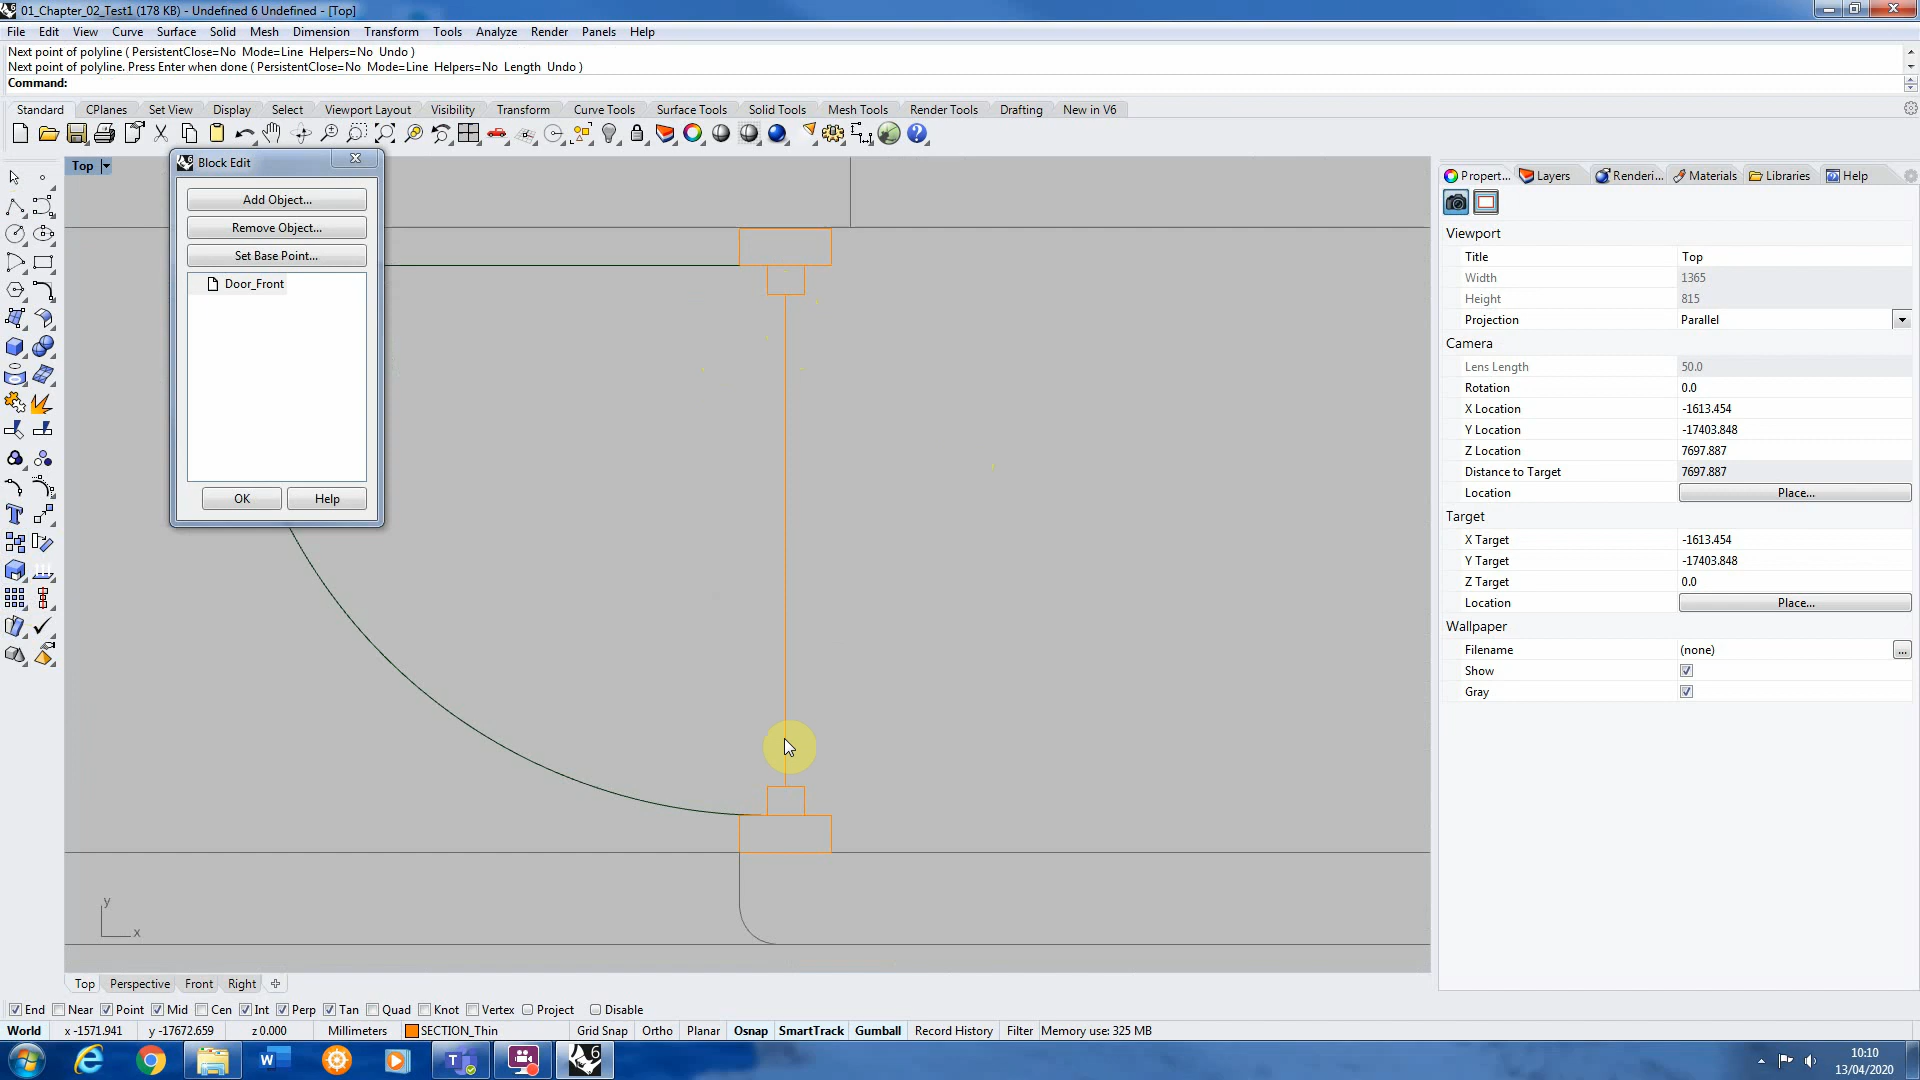 01_Chapter_02_Test1 (178 KB) - Undefined 6 Undefined - [Top]
File Edit View Curve Surface Solid Mesh Dimension Transform Tools Analyze Render Panels Help
Next point of polyline ( PersistentClose=No Mode=Line Helpers=No Undo )
Next point of polyline. Press Enter when done ( PersistentClose=No Mode=Line Helpers=No Length Undo )
Command:
Standard CPlanes Set View Display Select Viewport Layout Visibility Transform Curve Tools Surface Tools Solid Tools Mesh Tools Render Tools Drafting New in V6
Top
Block Edit
Add Object...
Remove Object...
Set Base Point...
Door_Front
OK Help
Propert... Layers Renderi... Materials Libraries Help
Viewport
Title Top
Width 1365
Height 815
Projection Parallel
Camera
Lens Length 50.0
Rotation 0.0
X Location -1613.454
Y Location -17403.848
Z Location 7697.887
Distance to Target 7697.887
Location Place...
Target
X Target -1613.454
Y Target -17403.848
Z Target 0.0
Location Place...
Wallpaper
Filename (none) ...
Show
Gray
y
x
Top Perspective Front Right
End Near Point Mid Cen Int Perp Tan Quad Knot Vertex Project Disable
World x -1571.941 y -17672.659 z 0.000 Millimeters SECTION_Thin Grid Snap Ortho Planar Osnap SmartTrack Gumball Record History Filter Memory use: 325 MB
10:10
13/04/2020